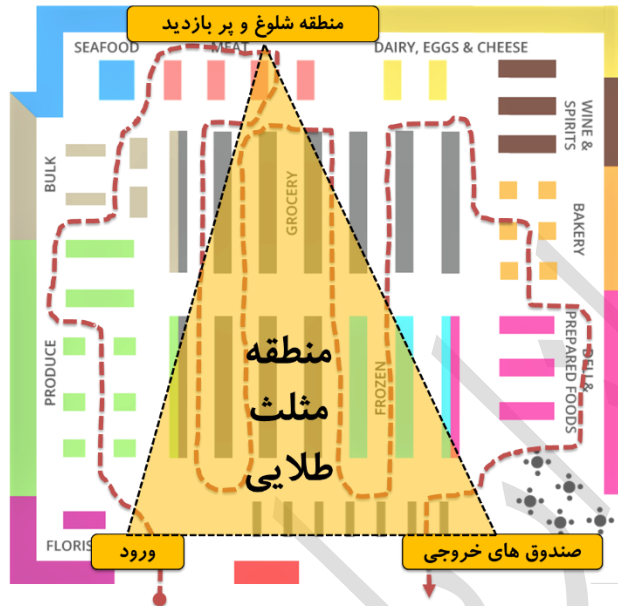 منطقه شلوغ و پر بازدید
SEAFOOD
MEAT
DAIRY, EGGS & CHEESE
WINE &
SPIRITS
BULK
GROCERY
BAKERY
PRODUCE
FROZEN
DELI &
PREPARED FOODS
منطقه
مثلث
طلایی
FLORIS
ورود
صندوق های خروجی